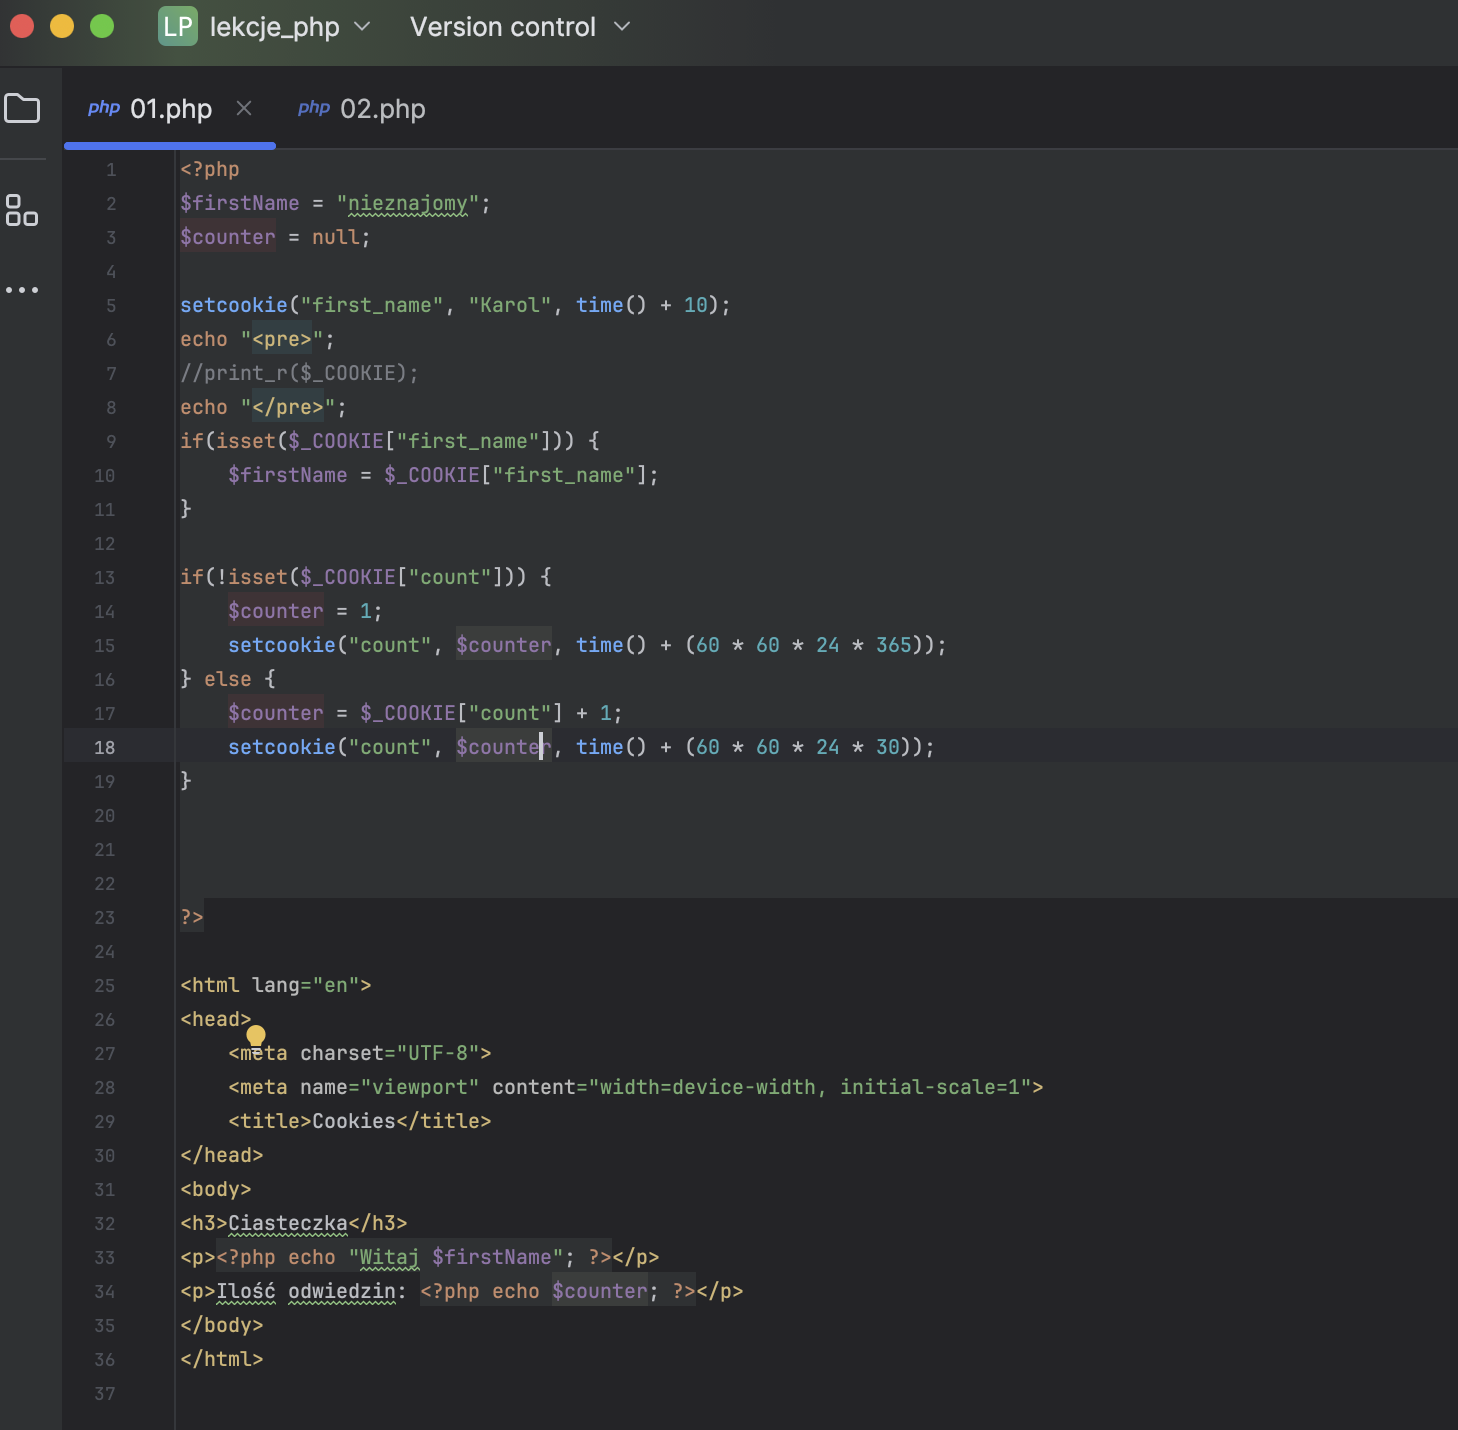 LP lekcje_php Version control
php 01.php php 02.php
1 <?php
2 $firstName = "nieznajomy";
3 $counter = null;
4
5 setcookie("first_name", "Karol", time() + 10);
6 echo "<pre>";
7 //print_r($_COOKIE);
8 echo "</pre>";
9 if(isset($_COOKIE["first_name"])) {
10     $firstName = $_COOKIE["first_name"];
11 }
12
13 if(!isset($_COOKIE["count"])) {
14     $counter = 1;
15     setcookie("count", $counter, time() + (60 * 60 * 24 * 365));
16 } else {
17     $counter = $_COOKIE["count"] + 1;
18     setcookie("count", $counter, time() + (60 * 60 * 24 * 30));
19 }
20
21
22
23 ?>
24
25 <html lang="en">
26 <head>
27     <meta charset="UTF-8">
28     <meta name="viewport" content="width=device-width, initial-scale=1">
29     <title>Cookies</title>
30 </head>
31 <body>
32 <h3>Ciasteczka</h3>
33 <p><?php echo "Witaj $firstName"; ?></p>
34 <p>Ilość odwiedzin: <?php echo $counter; ?></p>
35 </body>
36 </html>
37